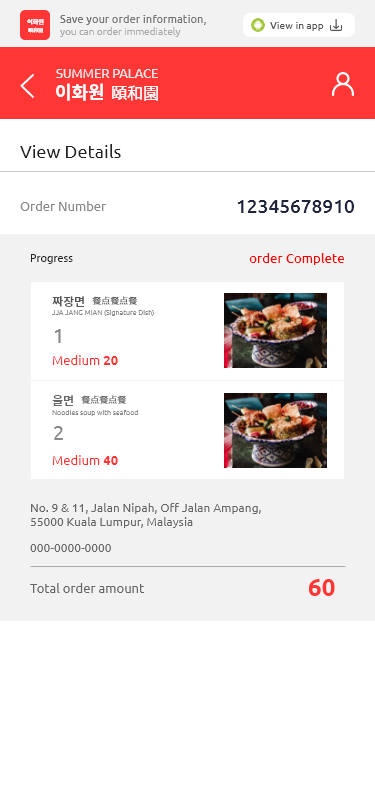 이화원
頤和園
Save your order information,
you can order immediately
View in app
SUMMER PALACE
이화원 頤和園
View Details
Order Number 12345678910
Progress order Complete
짜장면 餐点餐点餐
JJA JANG MIAN (Signature Dish)
1
Medium 20
울면 餐点餐点餐
Noodles soup with seafood
2
Medium 40
No. 9 & 11, Jalan Nipah, Off Jalan Ampang,
55000 Kuala Lumpur, Malaysia
000-0000-0000
Total order amount 60